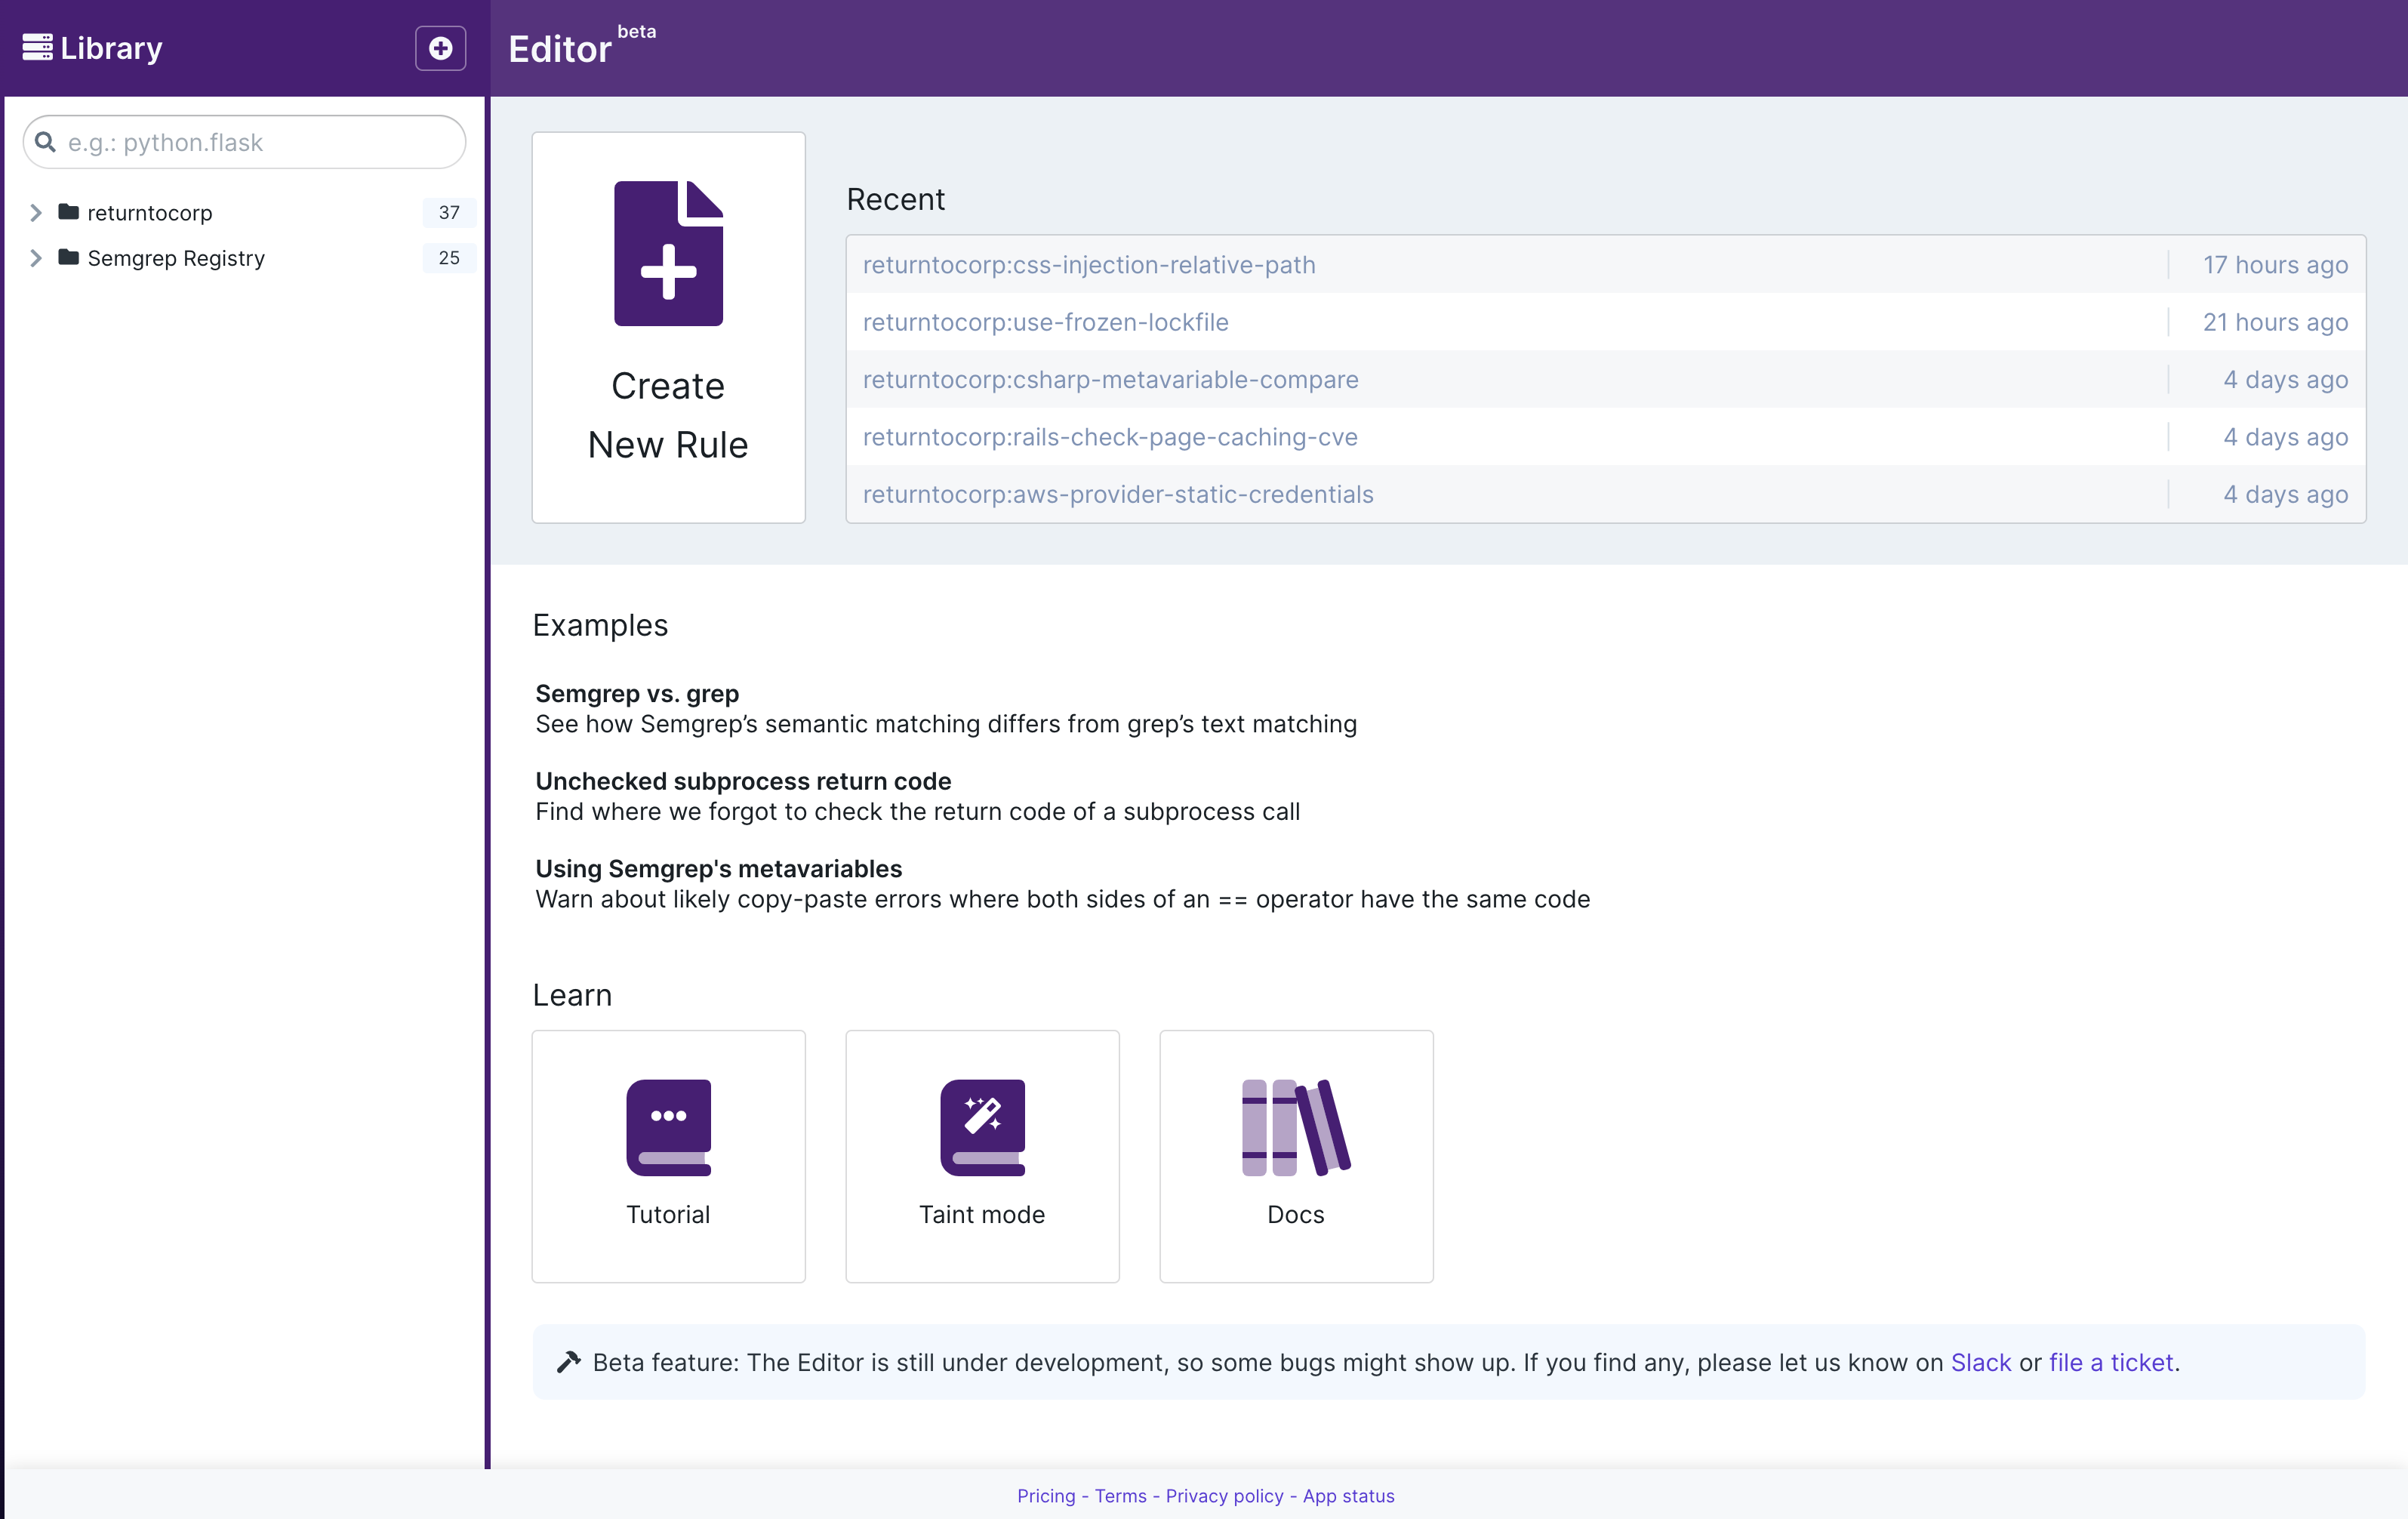 Library
Editor beta
e.g.: python.flask
returntocorp 37
Semgrep Registry 25
Create
New Rule
Recent
returntocorp:css-injection-relative-path 17 hours ago
returntocorp:use-frozen-lockfile 21 hours ago
returntocorp:csharp-metavariable-compare 4 days ago
returntocorp:rails-check-page-caching-cve 4 days ago
returntocorp:aws-provider-static-credentials 4 days ago
Examples
Semgrep vs. grep
See how Semgrep’s semantic matching differs from grep’s text matching
Unchecked subprocess return code
Find where we forgot to check the return code of a subprocess call
Using Semgrep's metavariables
Warn about likely copy-paste errors where both sides of an == operator have the same code
Learn
Tutorial
Taint mode
Docs
Beta feature: The Editor is still under development, so some bugs might show up. If you find any, please let us know on Slack or file a ticket.
Pricing - Terms - Privacy policy - App status